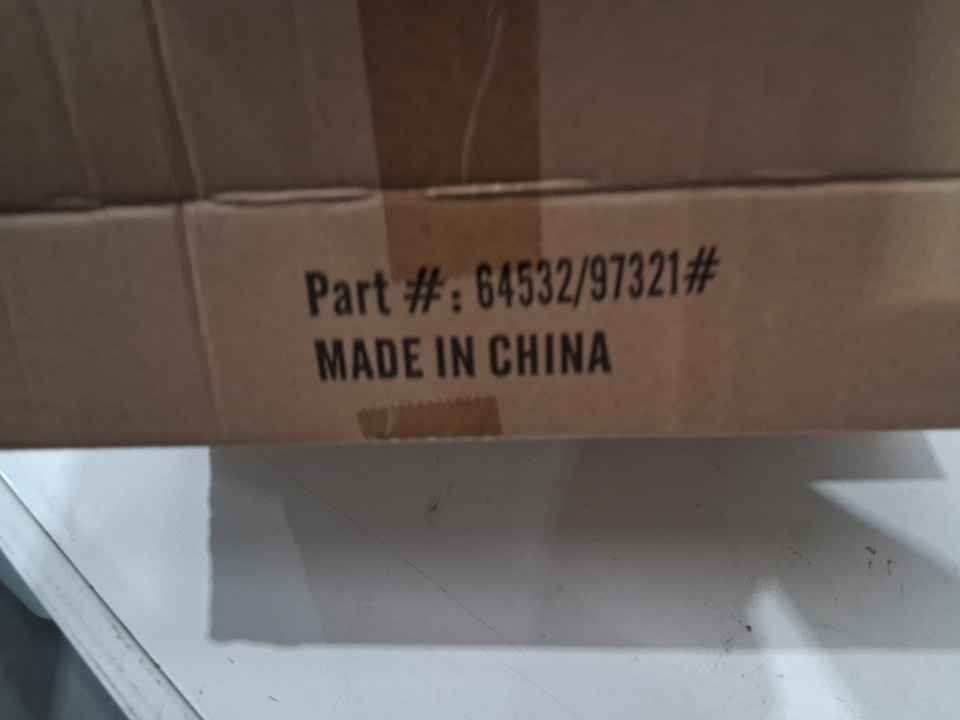 Part #: 64532/97321#
MADE IN CHINA